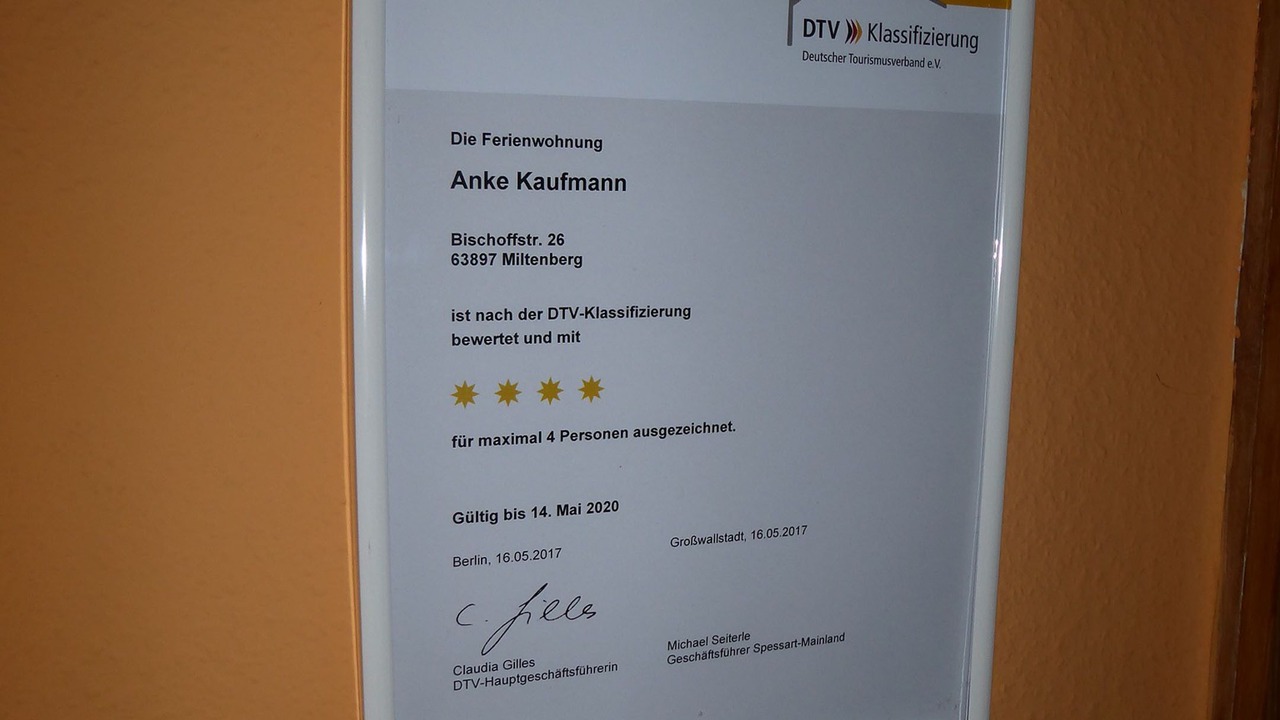 DTV Klassifizierung
Deutscher Tourismusverband e.V.
Die Ferienwohnung
Anke Kaufmann
Bischoffstr. 26
63897 Miltenberg
ist nach der DTV-Klassifizierung
bewertet und mit
für maximal 4 Personen ausgezeichnet.
Gültig bis 14. Mai 2020
Berlin, 16.05.2017
Großwallstadt, 16.05.2017
C. Gilles
Claudia Gilles
DTV-Hauptgeschäftsführerin
Michael Seiterle
Geschäftsführer Spessart-Mainland